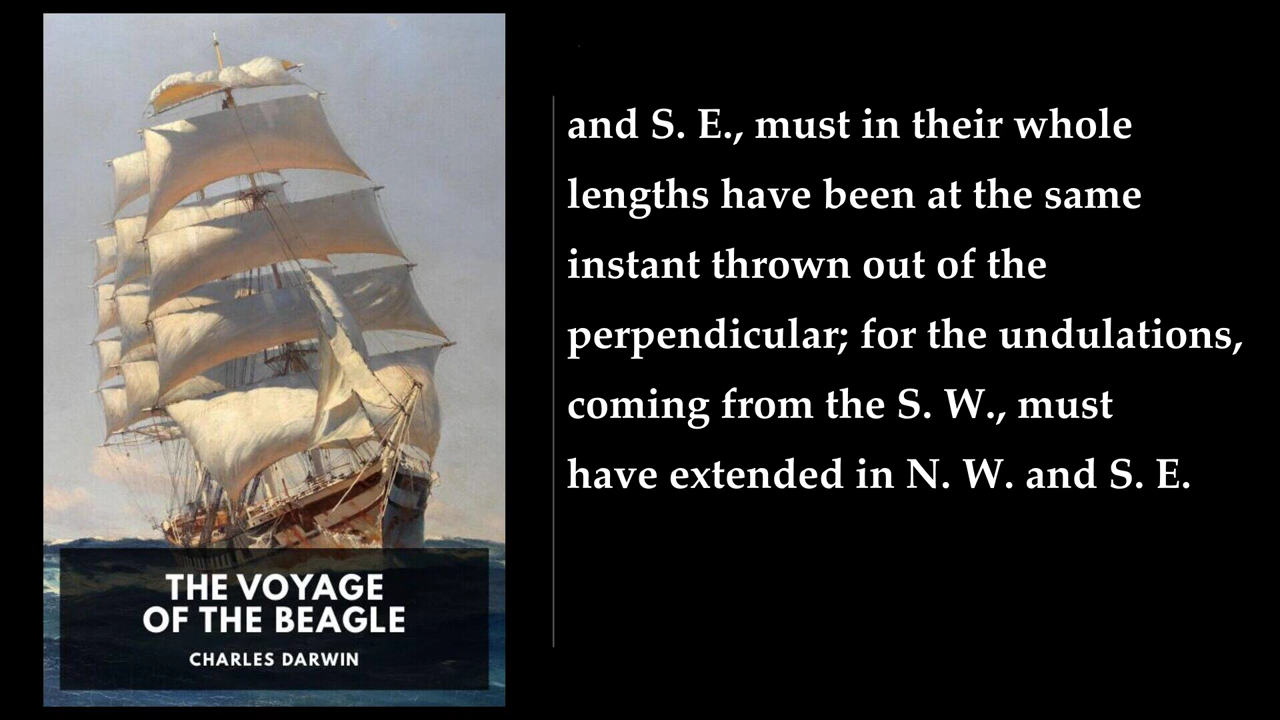 THE VOYAGE
OF THE BEAGLE
CHARLES DARWIN
and S. E., must in their whole
lengths have been at the same
instant thrown out of the
perpendicular; for the undulations,
coming from the S. W., must
have extended in N. W. and S. E.